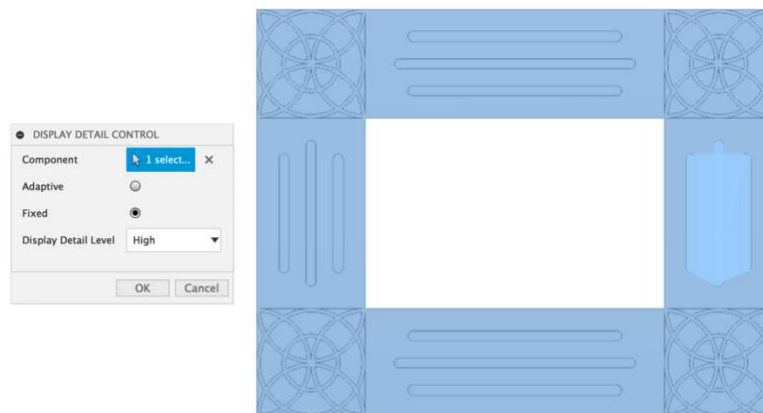 DISPLAY DETAIL CONTROL
Component 1 select...
Adaptive
Fixed
Display Detail Level High
OK Cancel